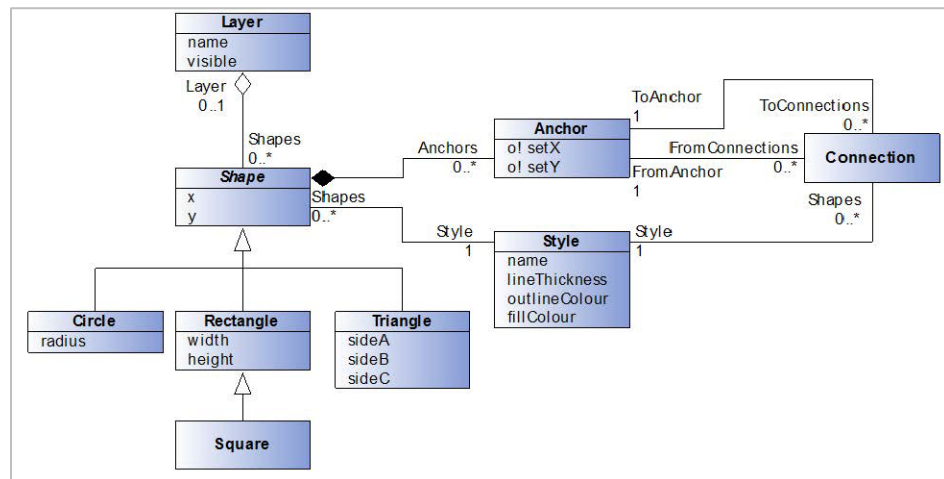 Layer
name
visible
Layer
0..1
Shapes
0..*
Shape
x
y
Anchors
0..*
Shapes
0..*
Style
1
Anchor
o! setX
o! setY
ToAnchor
1
ToConnections
0..*
FromConnections
0..*
FromAnchor
1
Connection
Shapes
0..*
Style
1
Style
name
lineThickness
outlineColour
fillColour
Circle
radius
Rectangle
width
height
Triangle
sideA
sideB
sideC
Square